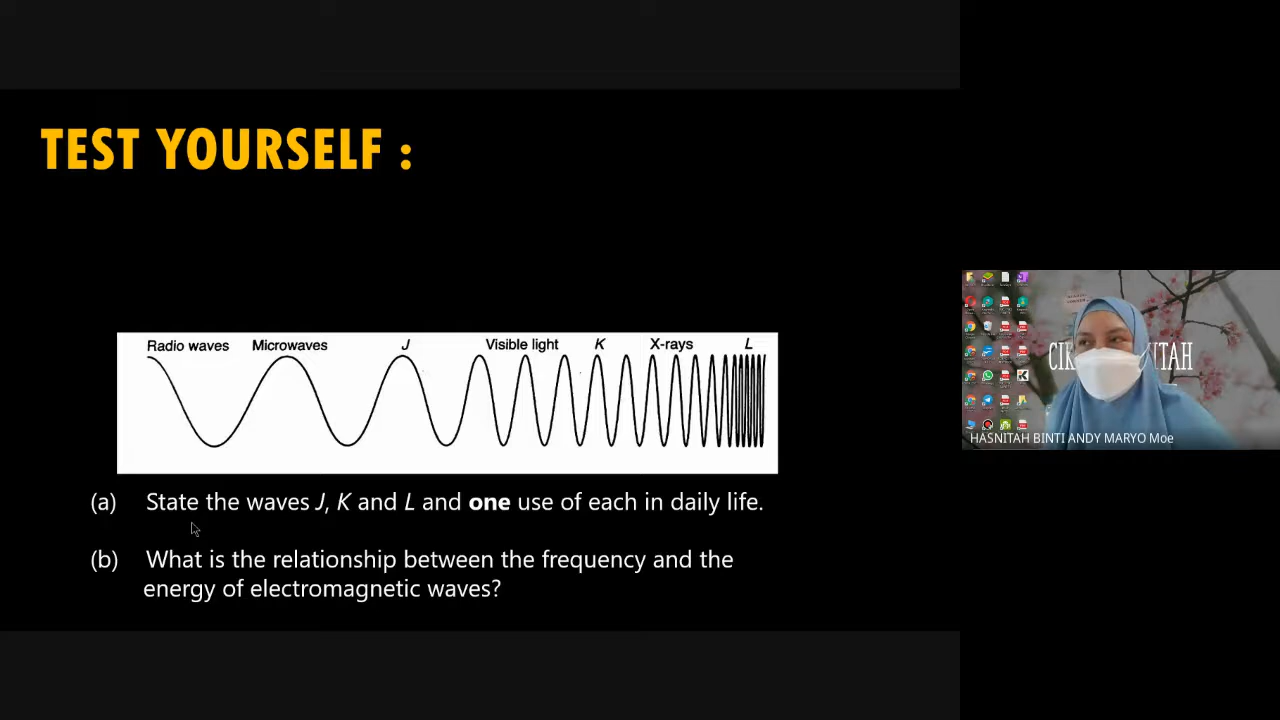 TEST YOURSELF :
Radio waves Microwaves J Visible light K X-rays L
(a) State the waves J, K and L and one use of each in daily life.
(b) What is the relationship between the frequency and the
energy of electromagnetic waves?
CIK
ITAH
HASNITAH BINTI ANDY MARYO Moe